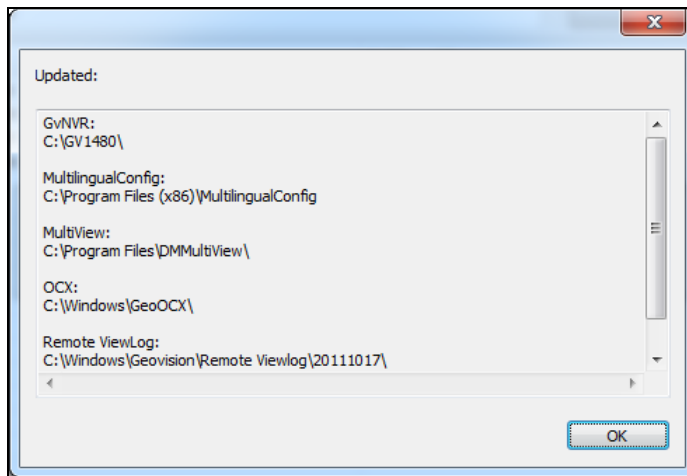 Updated:
GvNVR:
C:\GV1480\
MultilingualConfig:
C:\Program Files (x86)\MultilingualConfig
MultiView:
C:\Program Files\DMMultiView\
OCX:
C:\Windows\GeoOCX\
Remote ViewLog:
C:\Windows\Geovision\Remote Viewlog\20111017\
OK